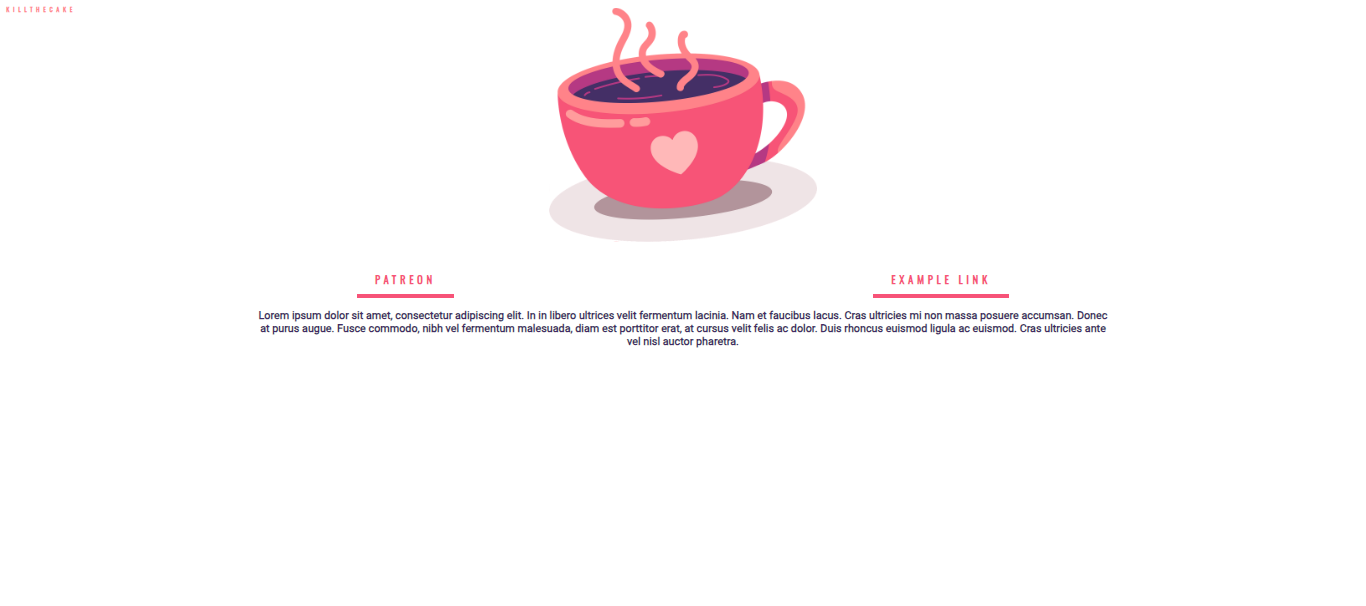 KILLTHECAKE
PATREON
EXAMPLE LINK
Lorem ipsum dolor sit amet, consectetur adipiscing elit. In in libero ultrices velit fermentum lacinia. Nam et faucibus lacus. Cras ultricies mi non massa posuere accumsan. Donec
at purus augue. Fusce commodo, nibh vel fermentum malesuada, diam est porttitor erat, at cursus velit felis ac dolor. Duis rhoncus euismod ligula ac euismod. Cras ultricies ante
vel nisl auctor pharetra.